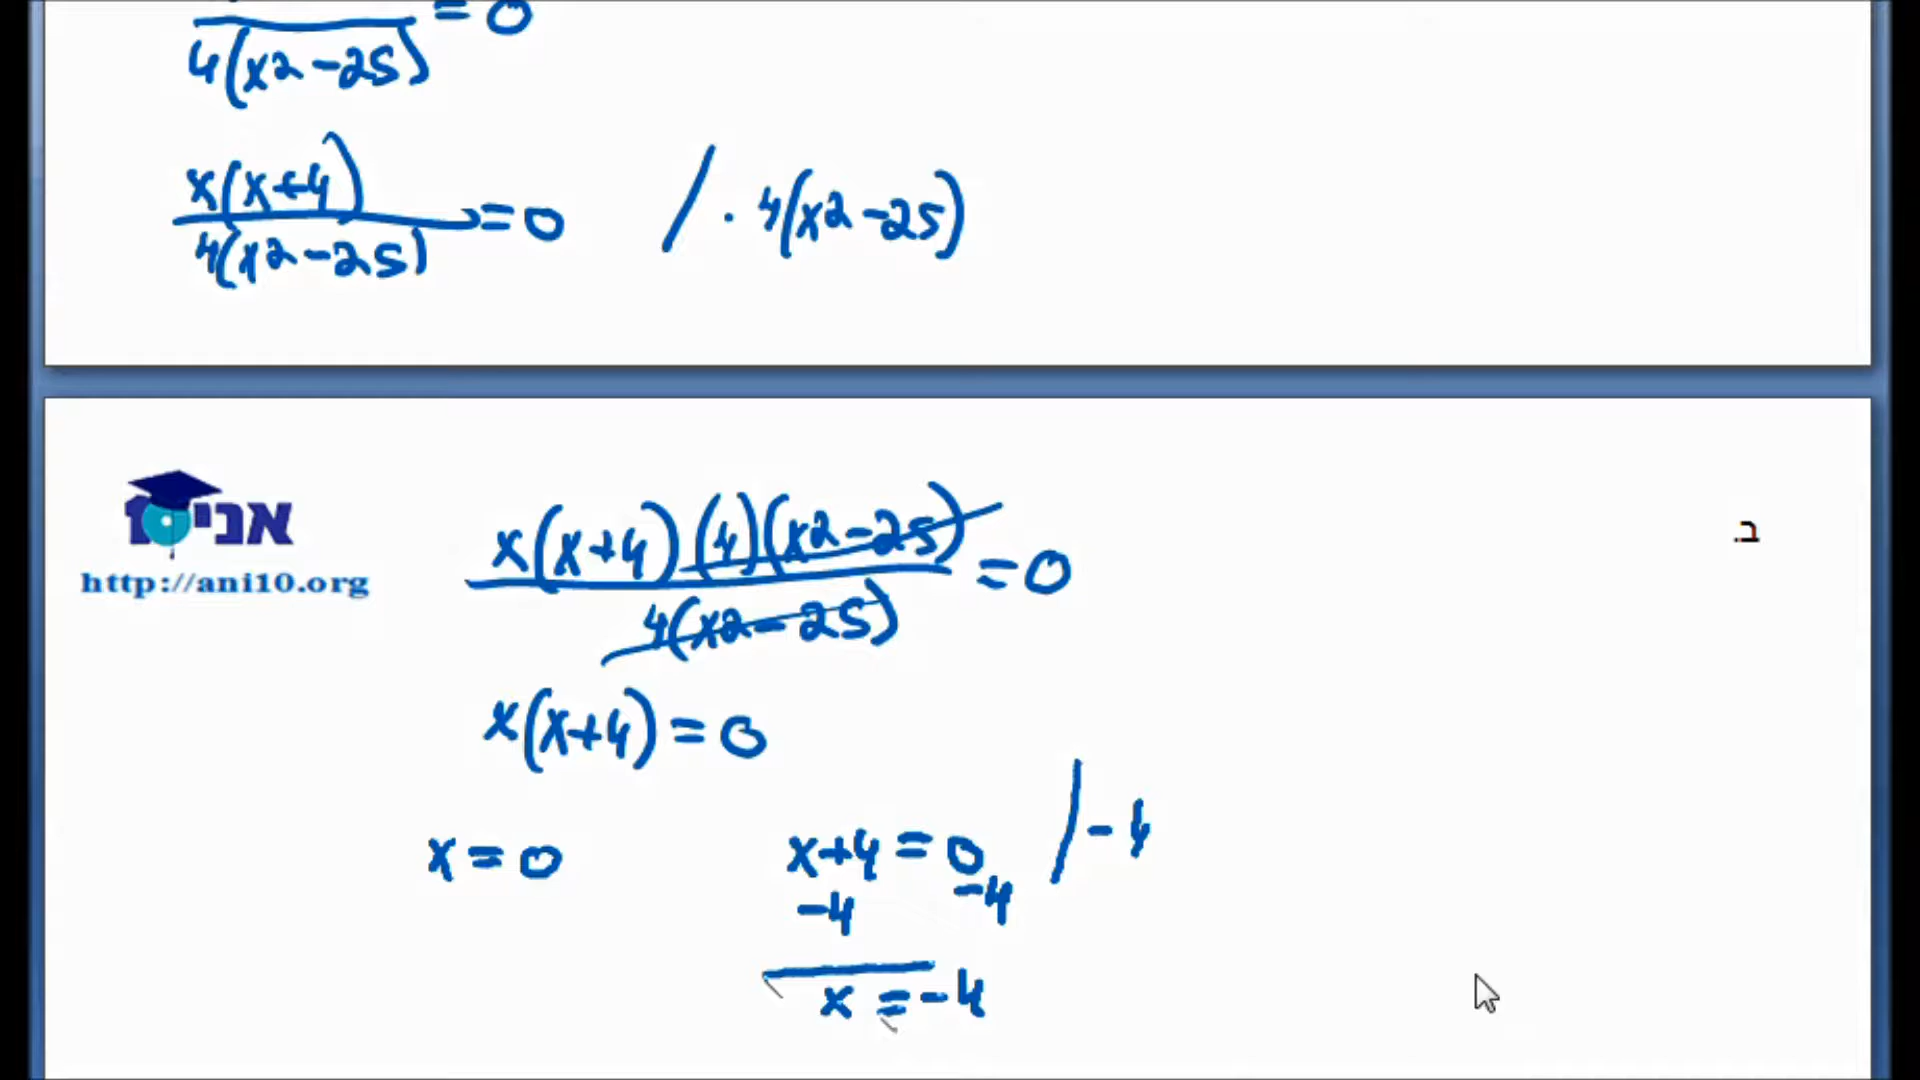 4(x2-25) = 0
x(x+4)
4(x2-25) = 0 / · 4(x2-25)
אני10
http://ani10.org
ב.
x(x+4)(4)(x2-25)
4(x2-25) = 0
x(x+4) = 0
x = 0 x+4 = 0 / -4
-4 -4
x = -4